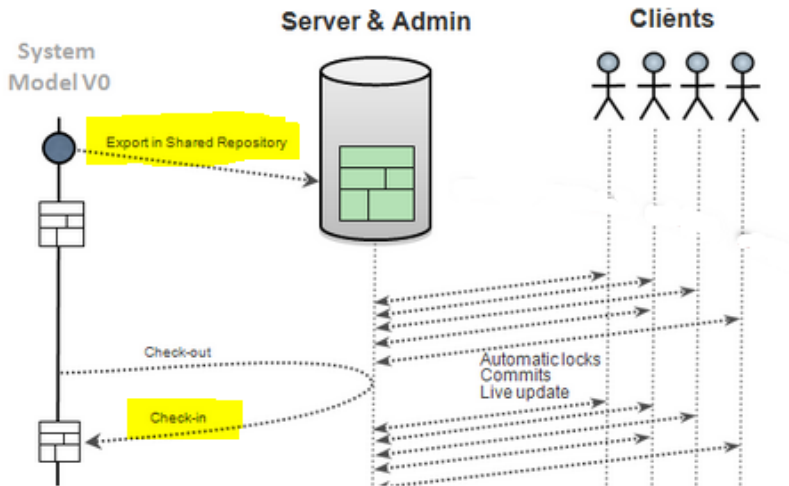 Server & Admin
Clients
System
Model V0
Export in Shared Repository
Check-out
Automatic locks
Commits
Live update
Check-in